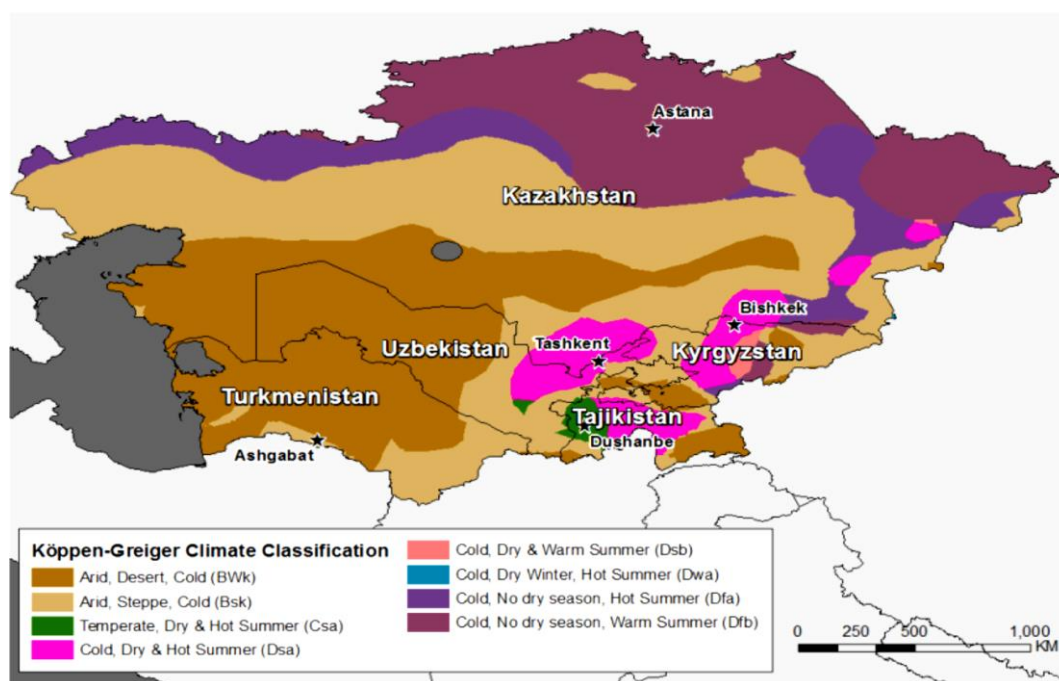 Astana
Kazakhstan
Bishkek
Tashkent
Uzbekistan
Kyrgyzstan
Turkmenistan
Tajikistan
Dushanbe
Ashgabat
Köppen-Greiger Climate Classification
Arid, Desert, Cold (BWk)
Arid, Steppe, Cold (Bsk)
Temperate, Dry & Hot Summer (Csa)
Cold, Dry & Hot Summer (Dsa)
Cold, Dry & Warm Summer (Dsb)
Cold, Dry Winter, Hot Summer (Dwa)
Cold, No dry season, Hot Summer (Dfa)
Cold, No dry season, Warm Summer (Dfb)
0 250 500 1,000
KM